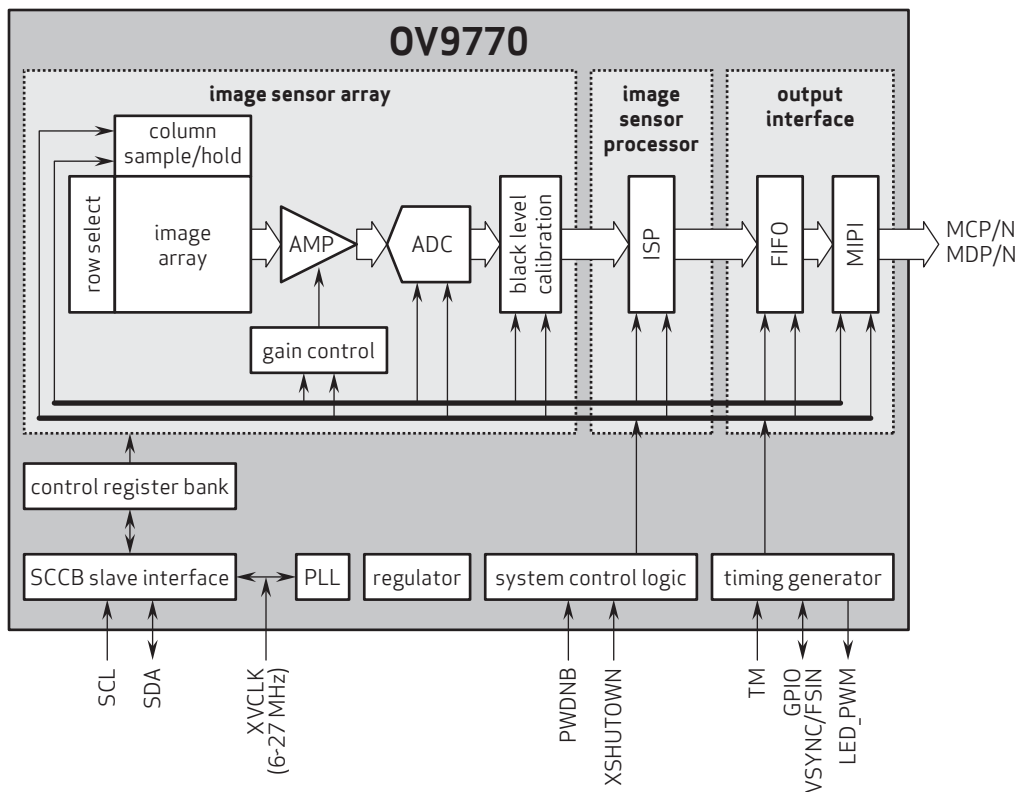 OV9770
image sensor array
image
sensor
processor
output
interface
column
sample/hold
row select
image
array
AMP
ADC
black level
calibration
ISP
FIFO
MIPI
MCP/N
MDP/N
gain control
control register bank
SCCB slave interface
PLL
regulator
system control logic
timing generator
SCL
SDA
XVCLK
(6~27 MHz)
PWDNB
XSHUTOWN
TM
GPIO
VSYNC/FSIN
LED_PWM